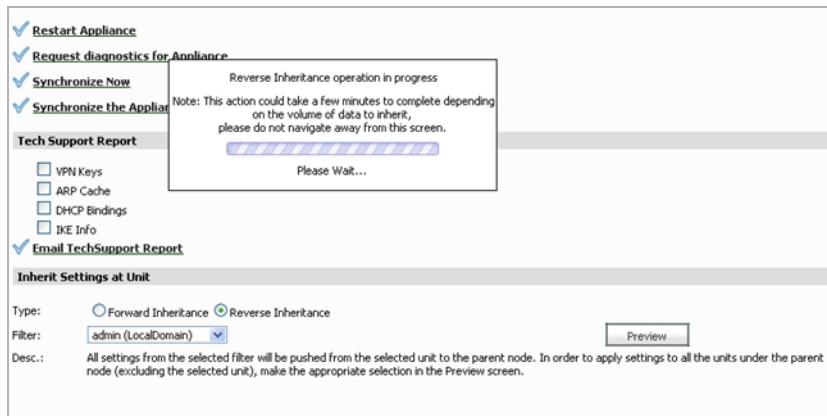 Restart Appliance
Request diagnostics for Appliance
Synchronize Now
Synchronize the Applian
Reverse Inheritance operation in progress
Note: This action could take a few minutes to complete depending
on the volume of data to inherit,
please do not navigate away from this screen.
Please Wait...
Tech Support Report
VPN Keys
ARP Cache
DHCP Bindings
IKE Info
Email TechSupport Report
Inherit Settings at Unit
Type: Forward Inheritance Reverse Inheritance
Filter: admin (LocalDomain) Preview
Desc.: All settings from the selected filter will be pushed from the selected unit to the parent node. In order to apply settings to all the units under the parent
node (excluding the selected unit), make the appropriate selection in the Preview screen.